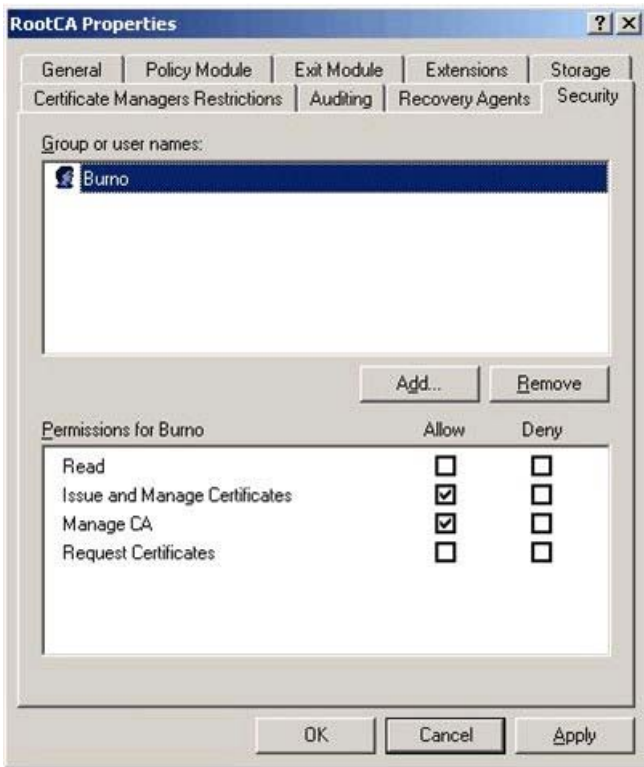 RootCA Properties
General Policy Module Exit Module Extensions Storage
Certificate Managers Restrictions Auditing Recovery Agents Security
Group or user names:
Burno
Add... Remove
Permissions for Burno Allow Deny
Read
Issue and Manage Certificates
Manage CA
Request Certificates
OK Cancel Apply